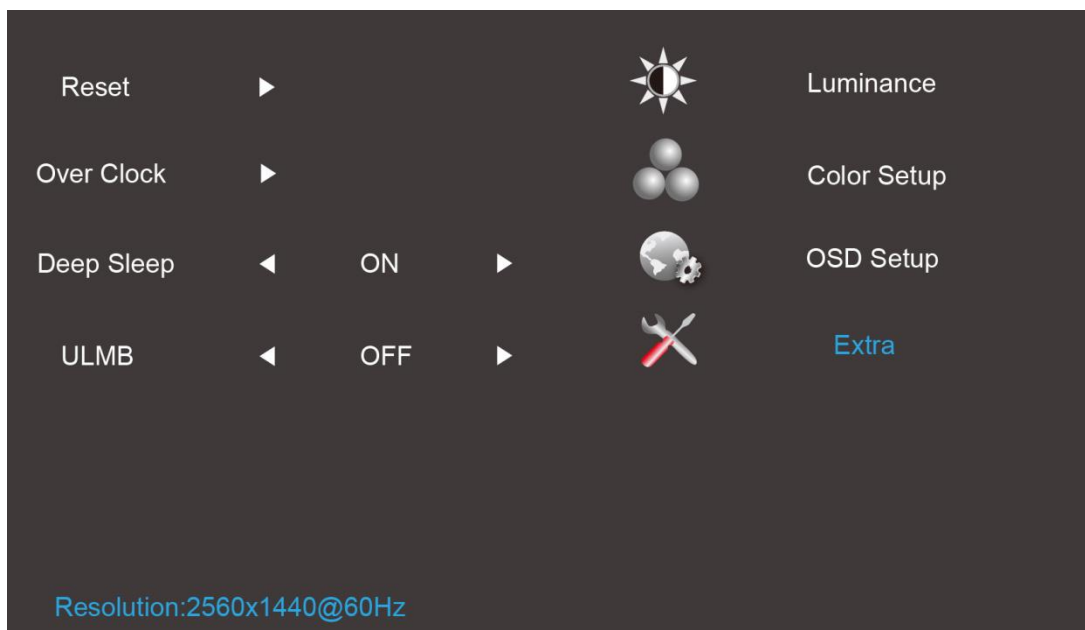 Reset
Luminance
Over Clock
Color Setup
Deep Sleep ON
OSD Setup
ULMB OFF
Extra
Resolution:2560x1440@60Hz